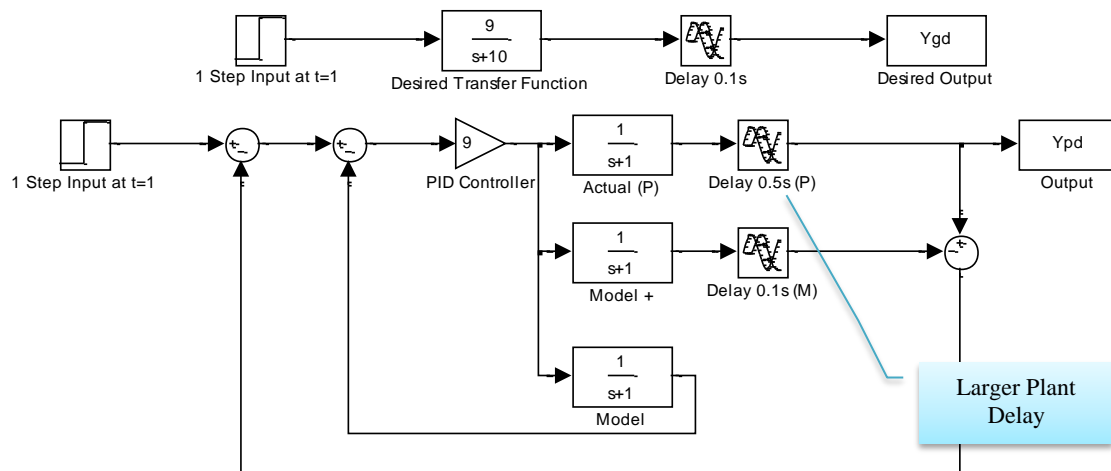 9
s+10
Ygd
1 Step Input at t=1
Desired Transfer Function
Delay 0.1s
Desired Output
+
-
+
-
9
1
s+1
Ypd
1 Step Input at t=1
PID Controller
Actual (P)
Delay 0.5s (P)
Output
1
s+1
-
+
Model +
Delay 0.1s (M)
1
s+1
Model
Larger Plant
Delay